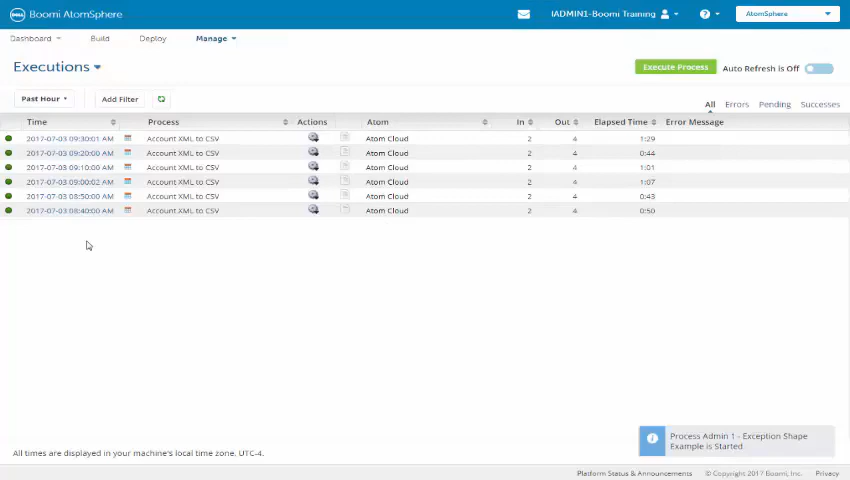 DELL Boomi AtomSphere
IADMIN1-Boomi Training
?
AtomSphere
Dashboard
Build
Deploy
Manage
Executions
Execute Process
Auto Refresh is Off
Past Hour
Add Filter
All
Errors
Pending
Successes
Time Process Actions Atom In Out Elapsed Time Error Message
2017-07-03 09:30:01 AM Account XML to CSV Atom Cloud 2 4 1:29
2017-07-03 09:20:00 AM Account XML to CSV Atom Cloud 2 4 0:44
2017-07-03 09:10:00 AM Account XML to CSV Atom Cloud 2 4 1:01
2017-07-03 09:00:02 AM Account XML to CSV Atom Cloud 2 4 1:07
2017-07-03 08:50:00 AM Account XML to CSV Atom Cloud 2 4 0:43
2017-07-03 08:40:00 AM Account XML to CSV Atom Cloud 2 4 0:50
Process Admin 1 - Exception Shape
Example is Started
All times are displayed in your machine's local time zone, UTC-4.
Platform Status & Announcements
© Copyright 2017 Boomi, Inc.
Privacy